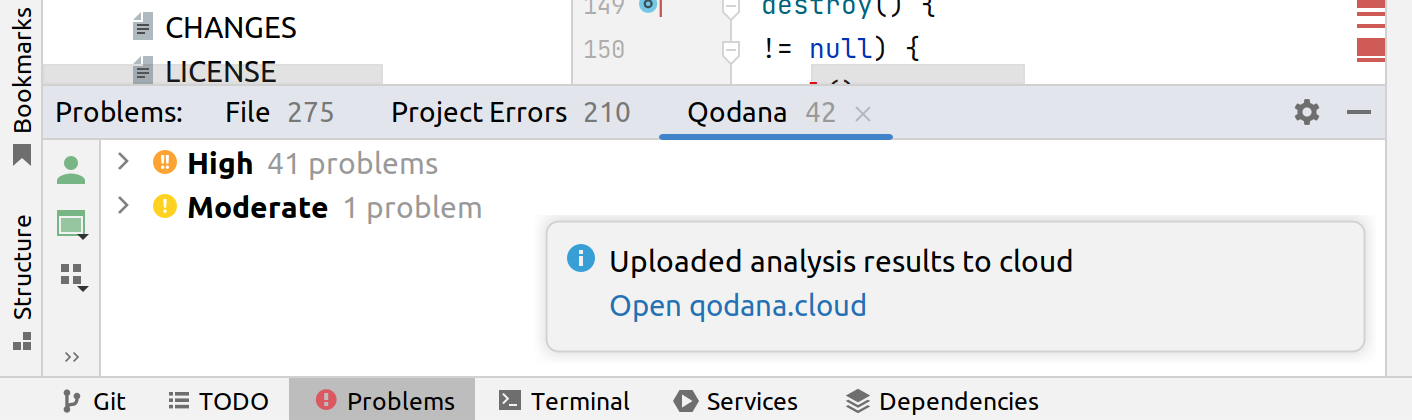 Bookmarks
Structure
CHANGES
LICENSE
149 destroy() {
150 != null) {
Problems: File 275 Project Errors 210 Qodana 42
High 41 problems
Moderate 1 problem
Uploaded analysis results to cloud
Open qodana.cloud
Git TODO Problems Terminal Services Dependencies